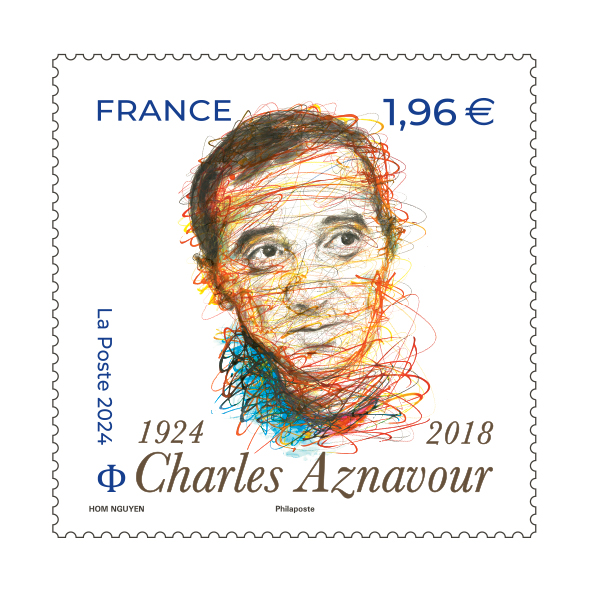 FRANCE
1,96 €
La Poste 2024
1924
2018
Φ Charles Aznavour
HOM NGUYEN
Philaposte